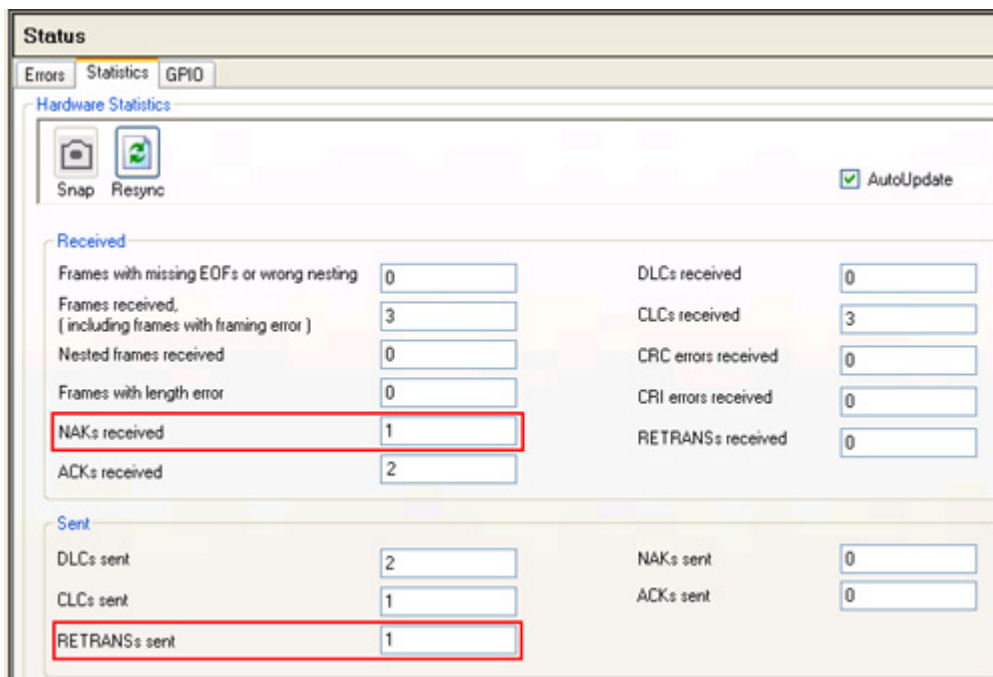 Status
Errors Statistics GPIO
Hardware Statistics
Snap Resync
AutoUpdate
Received
Frames with missing EOFs or wrong nesting 0
Frames received,
( including frames with framing error ) 3
Nested frames received 0
Frames with length error 0
NAKs received 1
ACKs received 2
DLCs received 0
CLCs received 3
CRC errors received 0
CRI errors received 0
RETRANSs received 0
Sent
DLCs sent 2
CLCs sent 1
RETRANSs sent 1
NAKs sent 0
ACKs sent 0